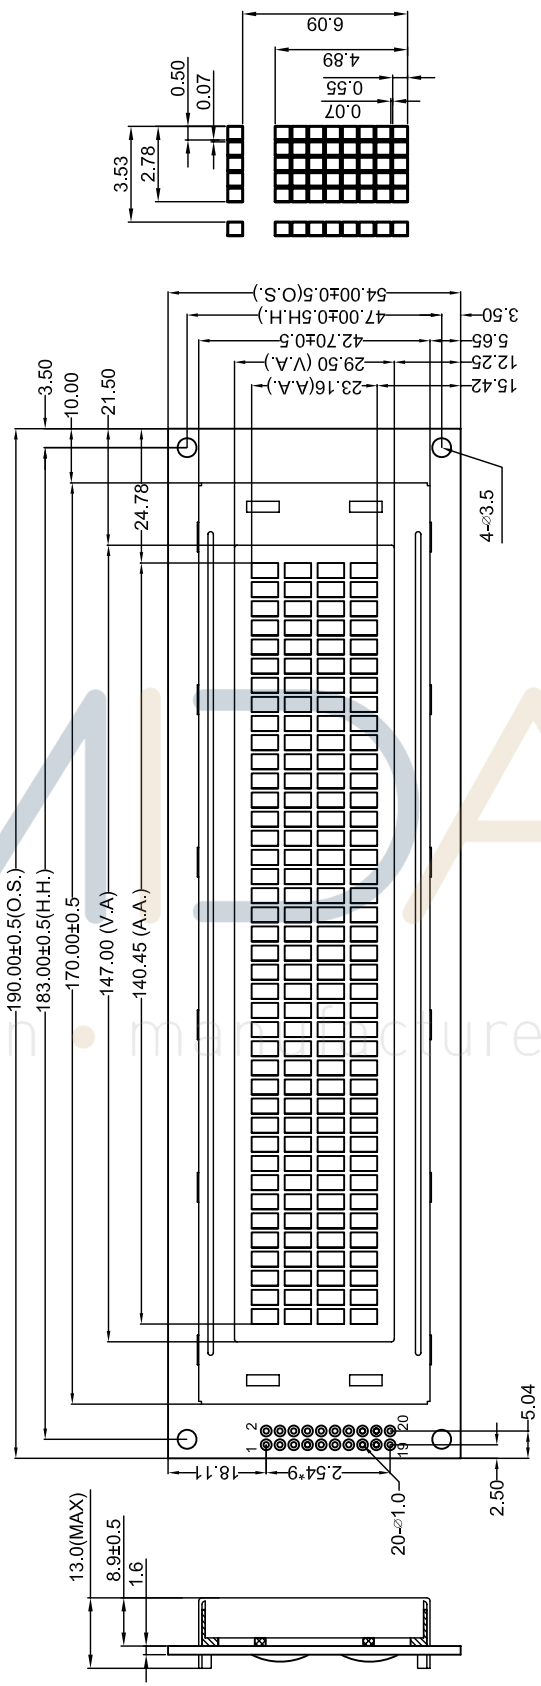 6.09
4.89
0.55
0.07
0.50
0.07
3.53
2.78
54.00±0.5(O.S.)
47.00±0.5H.H.)
42.70±0.5
29.50 (V.A.)
23.16(A.A.)
3.50
5.65
12.25
15.42
3.50
10.00
21.50
24.78
4-⌀3.5
190.00±0.5(O.S.)
183.00±0.5(H.H.)
170.00±0.5
147.00 (V.A)
140.45 (A.A.)
MIDA
n • manufacture
2
20
1
19
18.11
2.54*9
5.04
2.50
20-⌀1.0
13.0(MAX)
8.9±0.5
1.6